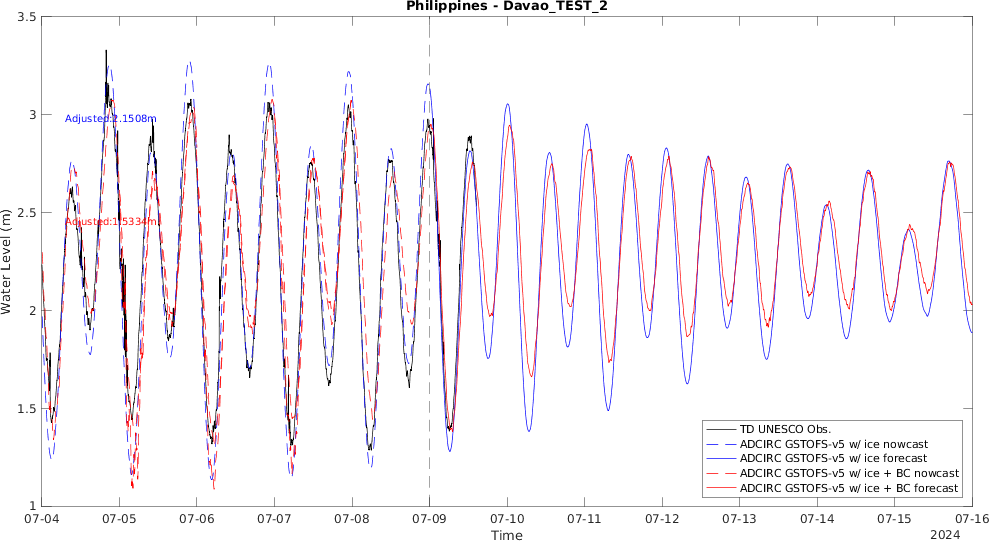 Philippines - Davao_TEST_2
3.5
3
2.5
2
1.5
1
Water Level (m)
Adjusted:2.1508m
Adjusted:1.5334m
TD UNESCO Obs.
ADCIRC GSTOFS-v5 w/ ice nowcast
ADCIRC GSTOFS-v5 w/ ice forecast
ADCIRC GSTOFS-v5 w/ ice + BC nowcast
ADCIRC GSTOFS-v5 w/ ice + BC forecast
07-04 07-05 07-06 07-07 07-08 07-09 07-10 07-11 07-12 07-13 07-14 07-15 07-16
Time
2024